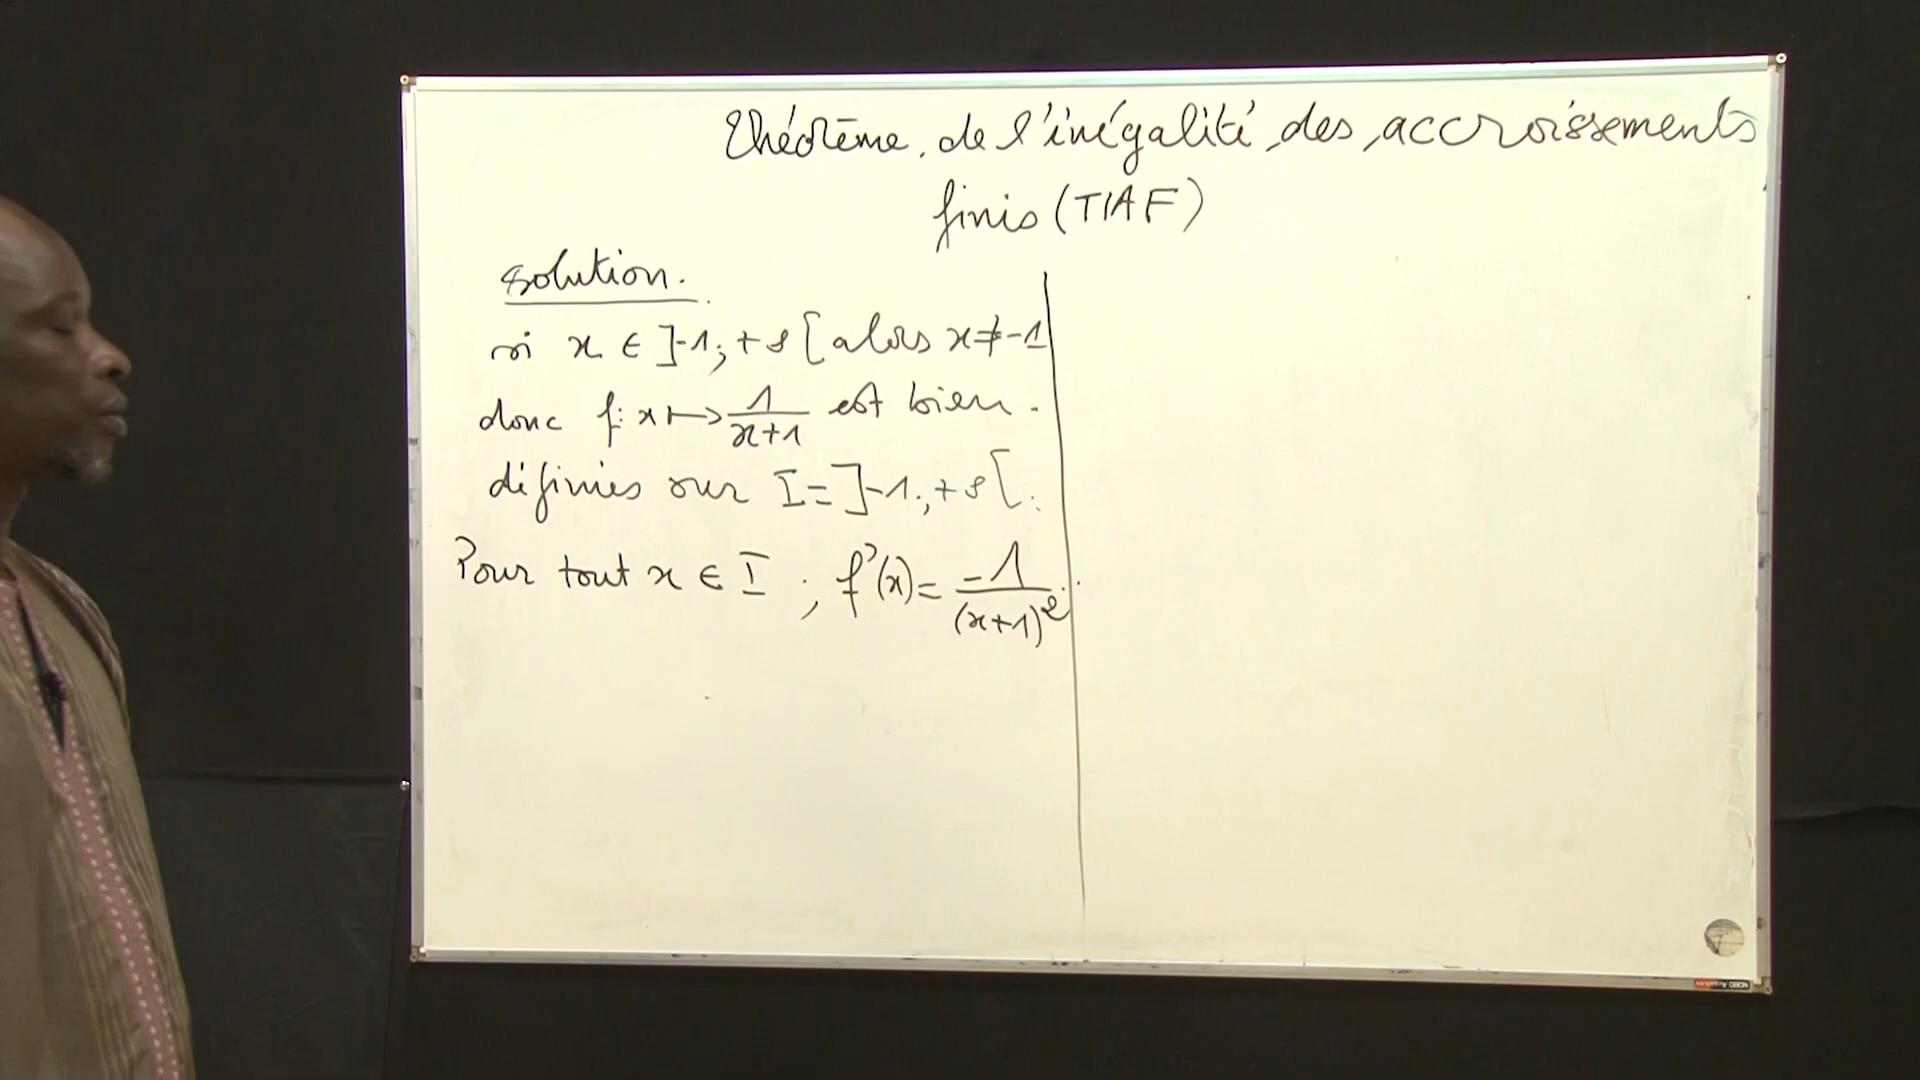 Théorème de l'inégalité des accroissements
finis (TIAF)
solution.
si x ∈ ]-1; +∞[ alors x ≠ -1
donc f: x ↦ 1/(x+1) est bien
définies sur I = ]-1; +∞[.
Pour tout x ∈ I ; f'(x) = -1/(x+1)²